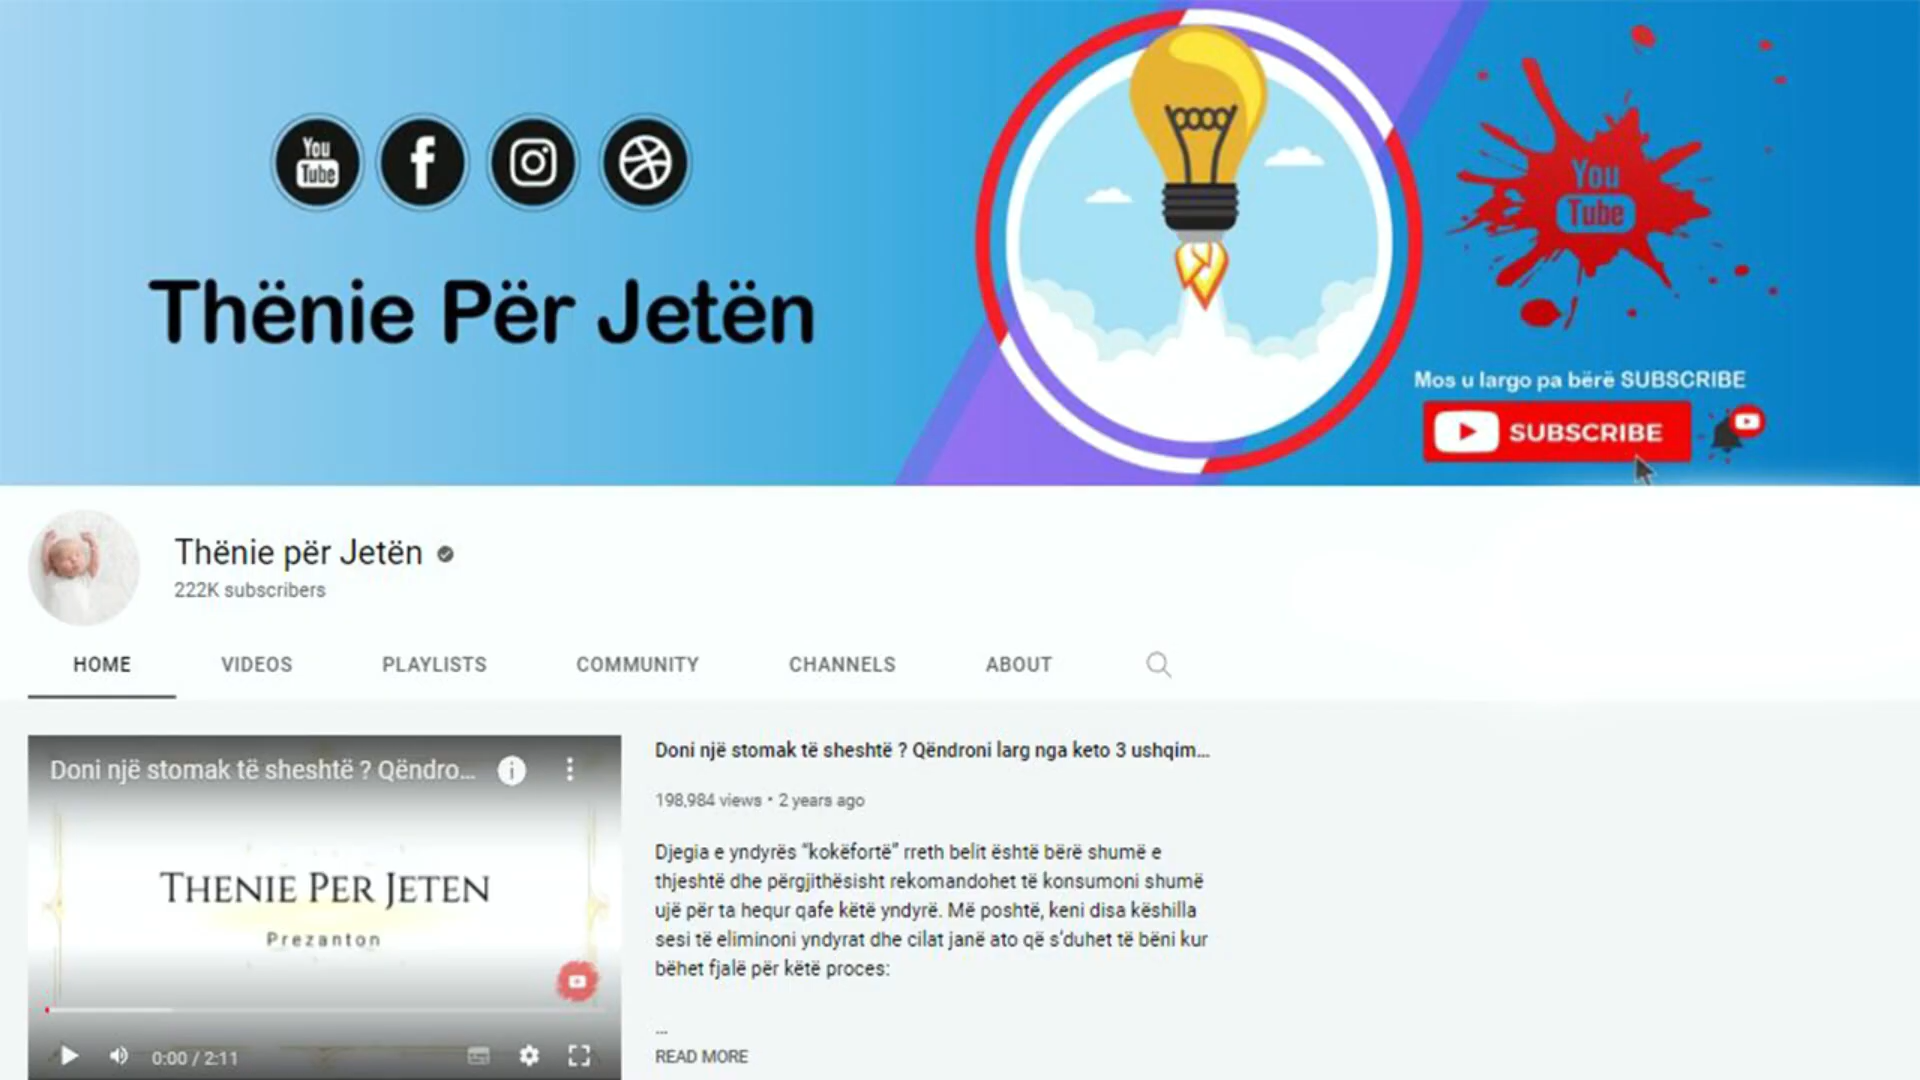 You
Tube
You
Tube
Thënie Për Jetën
Mos u largo pa bërë SUBSCRIBE
SUBSCRIBE
Thënie për Jetën
222K subscribers
HOME VIDEOS PLAYLISTS COMMUNITY CHANNELS ABOUT
Doni një stomak të sheshtë ? Qëndro...
THENIE PER JETEN
Prezanton
0:00 / 2:11
Doni një stomak të sheshtë ? Qëndroni larg nga keto 3 ushqim...
198,984 views • 2 years ago
Djegia e yndyrës “kokëfortë” rreth belit është bërë shumë e
thjeshtë dhe përgjithësisht rekomandohet të konsumoni shumë
ujë për ta hequr qafe këtë yndyrë. Më poshtë, keni disa këshilla
sesi të eliminoni yndyrat dhe cilat janë ato që s’duhet të bëni kur
bëhet fjalë për këtë proces:
...
READ MORE